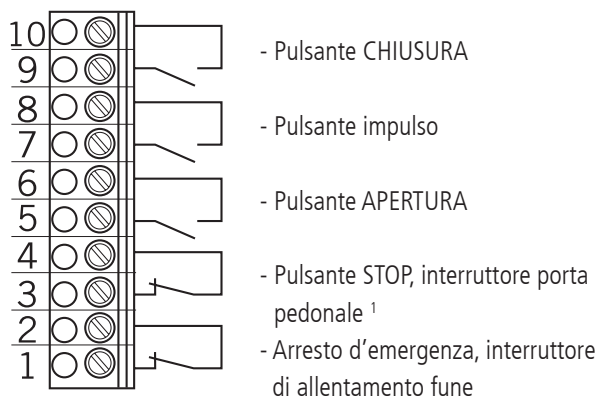 10
- Pulsante CHIUSURA
9
8
- Pulsante impulso
7
6
- Pulsante APERTURA
5
4
- Pulsante STOP, interruttore porta
3
pedonale ¹
2
- Arresto d'emergenza, interruttore
1
di allentamento fune